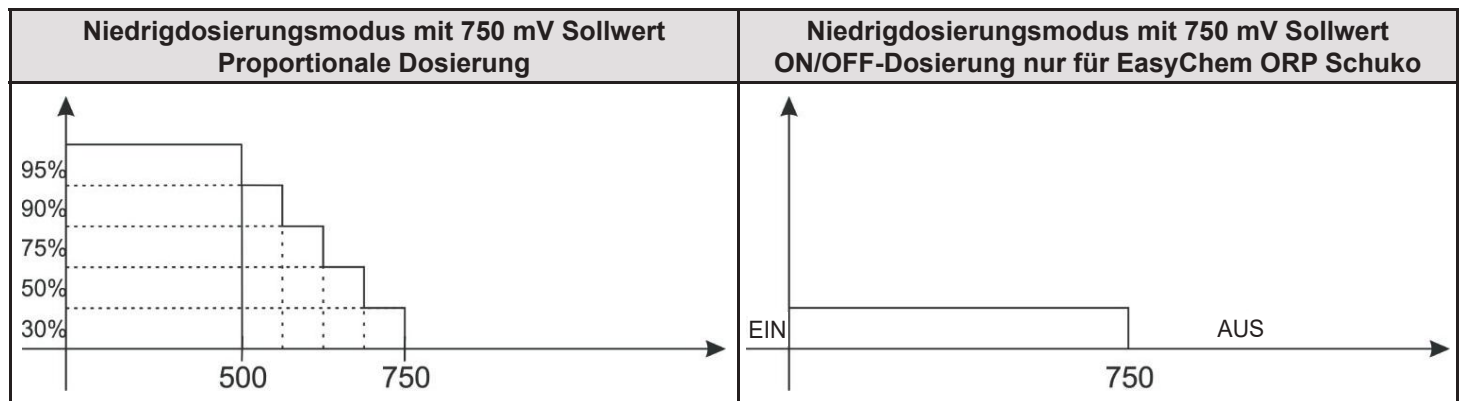 Niedrigdosierungsmodus mit 750 mV Sollwert
Proportionale Dosierung
Niedrigdosierungsmodus mit 750 mV Sollwert
ON/OFF-Dosierung nur für EasyChem ORP Schuko
95%
90%
75%
50%
30%
500 750
EIN AUS
750